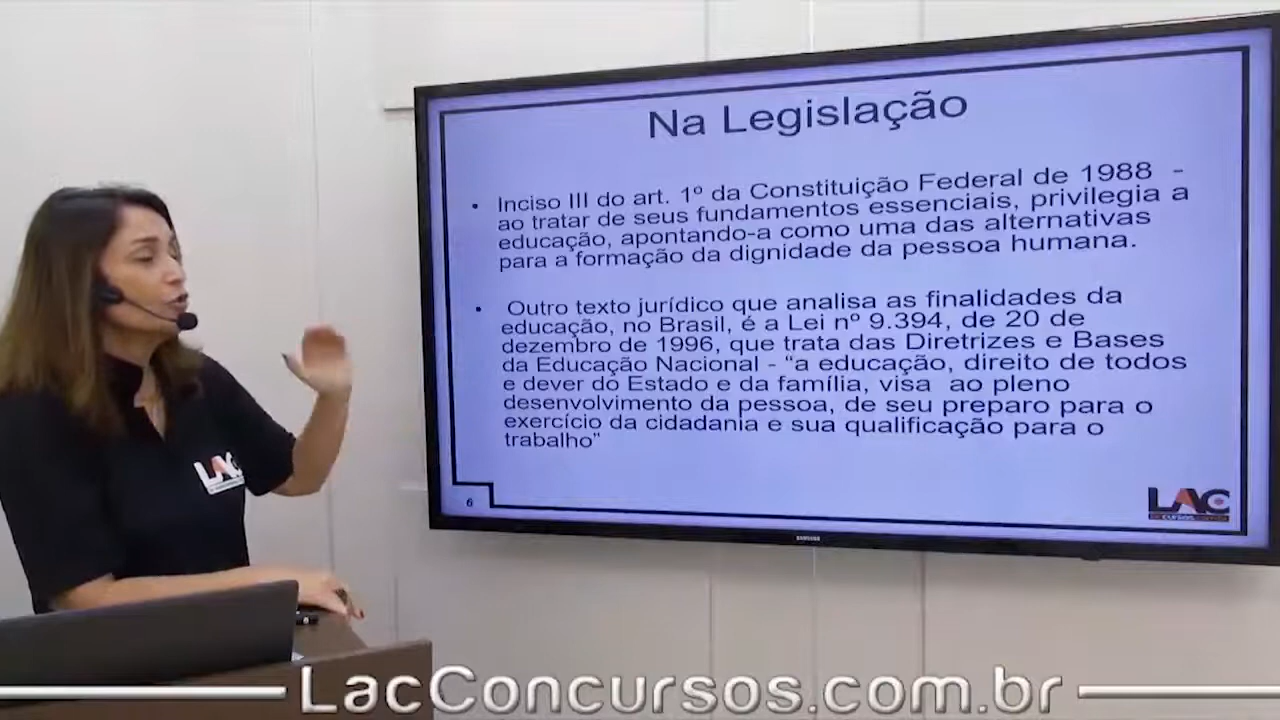 Na Legislação
• Inciso III do art. 1º da Constituição Federal de 1988 -
ao tratar de seus fundamentos essenciais, privilegia a
educação, apontando-a como uma das alternativas
para a formação da dignidade da pessoa humana.
• Outro texto jurídico que analisa as finalidades da
educação, no Brasil, é a Lei nº 9.394, de 20 de
dezembro de 1996, que trata das Diretrizes e Bases
da Educação Nacional - “a educação, direito de todos
e dever do Estado e da família, visa ao pleno
desenvolvimento da pessoa, de seu preparo para o
exercício da cidadania e sua qualificação para o
trabalho”
6
LAC
CURSOS
SAMSUNG
LAC
LacConcursos.com.br